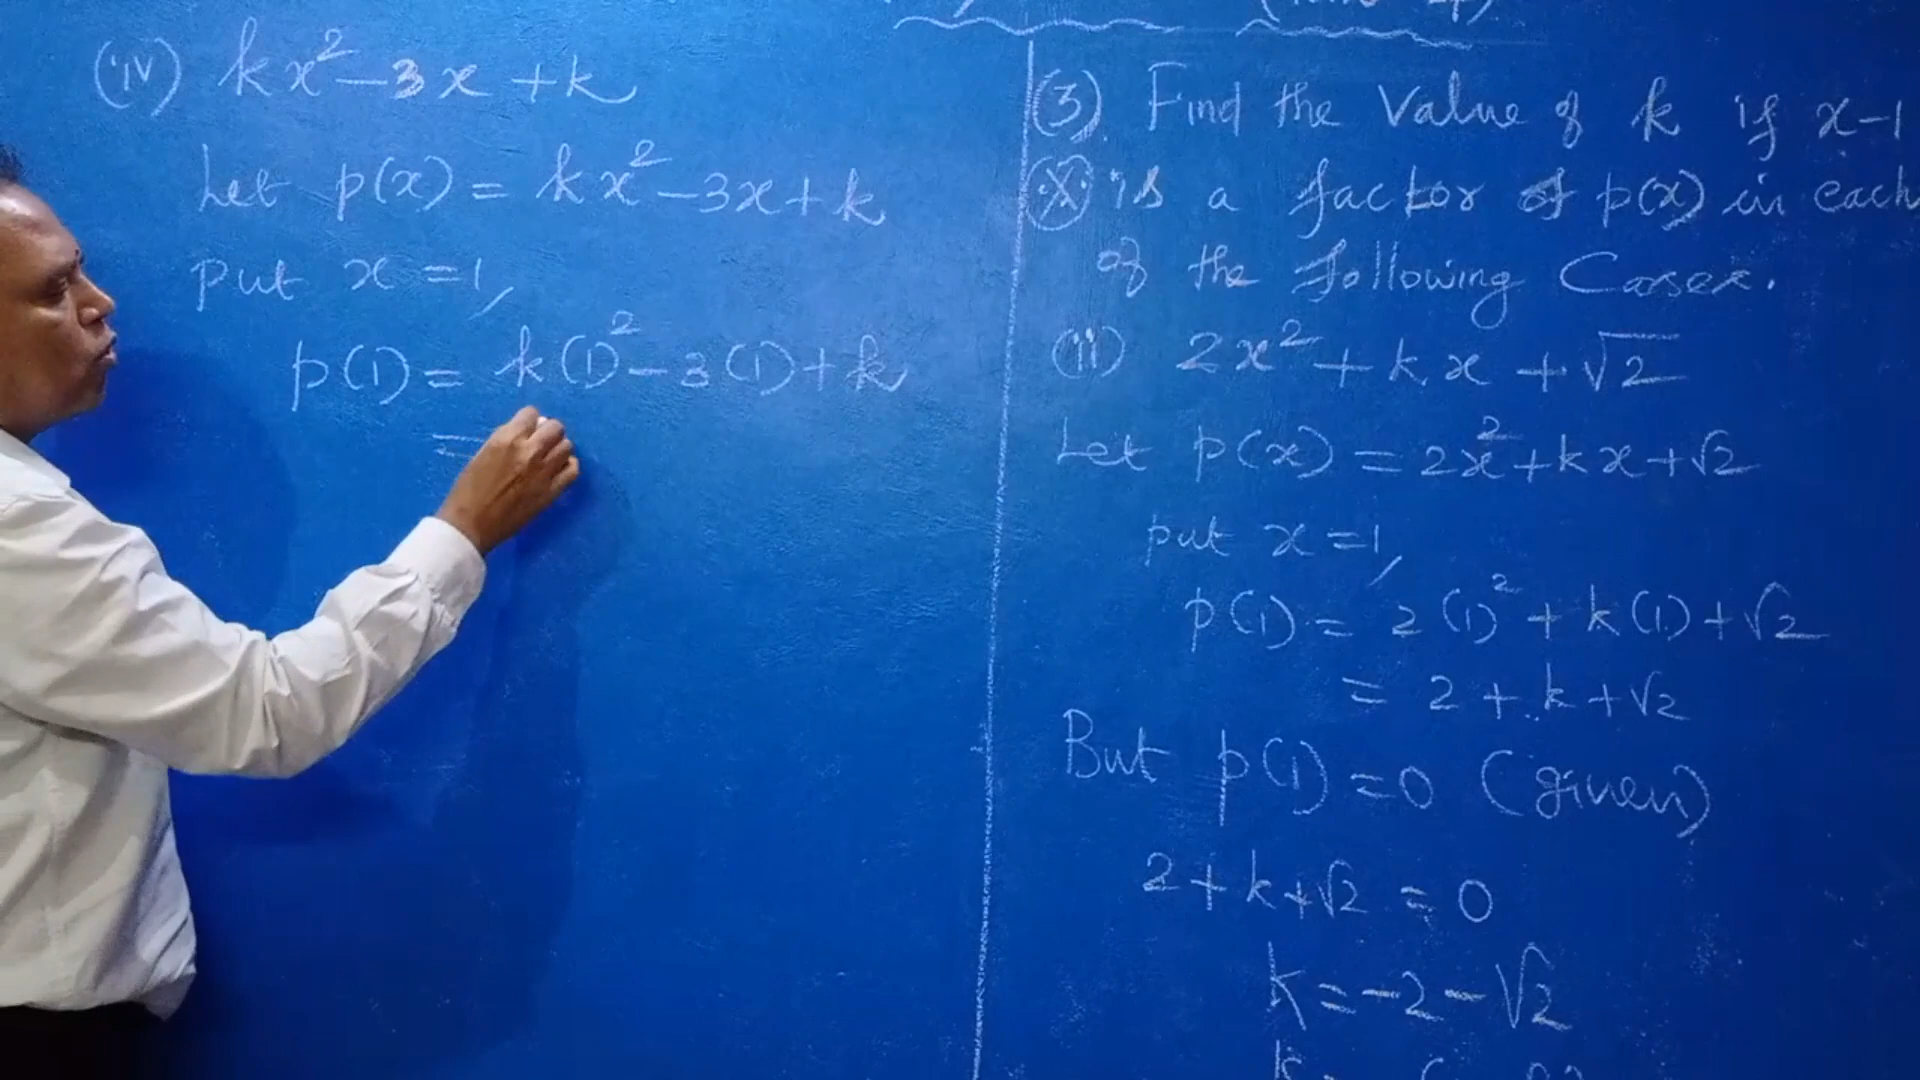 (iv) kx² - 3x + k
Let p(x) = kx² - 3x + k
put x = 1,
p(1) = k(1)² - 3(1) + k
=
(3). Find the Value of k if x-1
is a factor of p(x) in each
of the following Cases.
(ii) 2x² + kx + √2
Let p(x) = 2x² + kx + √2
put x = 1,
p(1) = 2(1)² + k(1) + √2
= 2 + k + √2
But p(1) = 0 (given)
2 + k + √2 = 0
k = -2 - √2